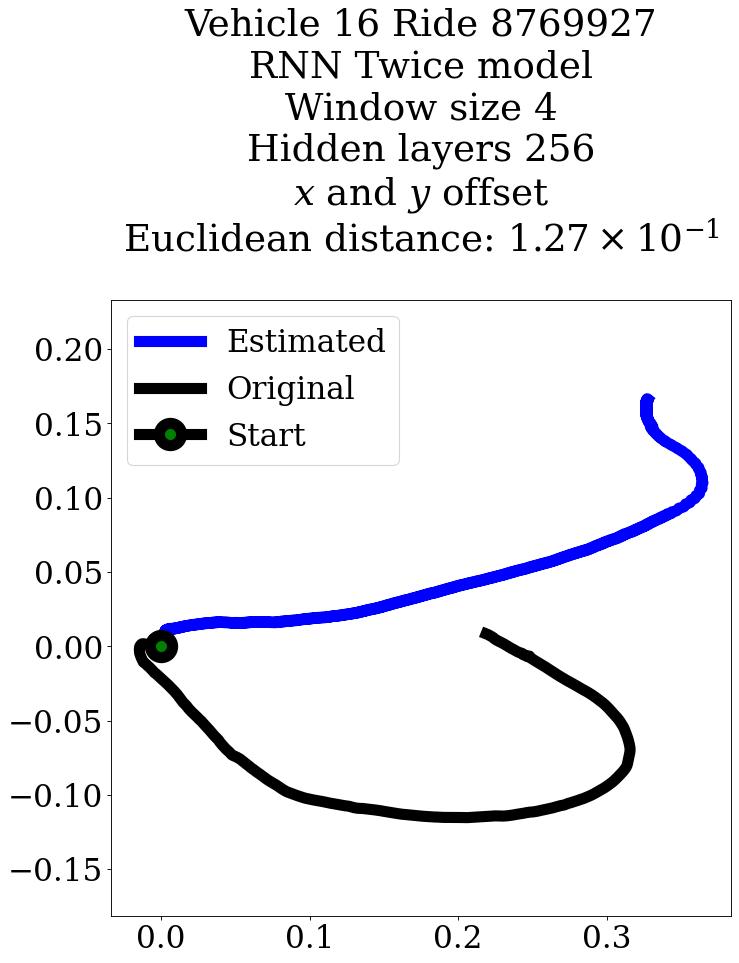 Vehicle 16 Ride 8769927
RNN Twice model
Window size 4
Hidden layers 256
x and y offset
Euclidean distance: 1.27 × 10⁻¹
Estimated
Original
Start
0.20
0.15
0.10
0.05
0.00
−0.05
−0.10
−0.15
0.0 0.1 0.2 0.3